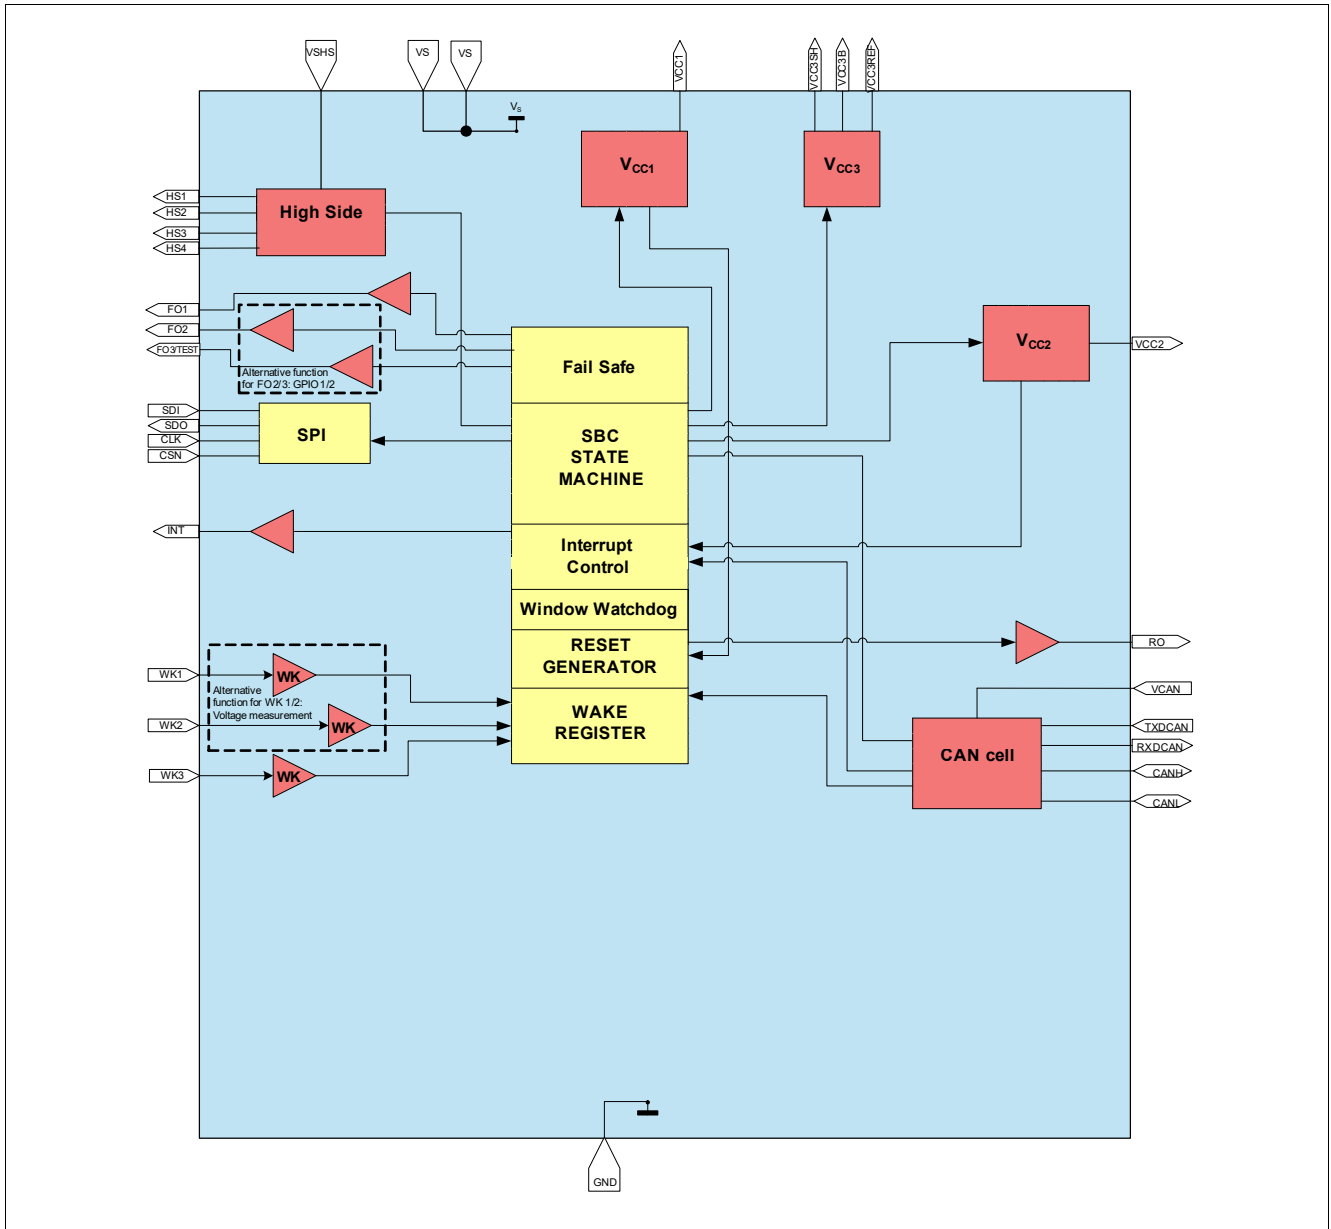 VSHS
VS
VS
VCC1
VCC3SH
VCC3B
VCC3REF
VS
VCC1
VCC3
HS1
HS2
HS3
HS4
High Side
FO1
FO2
FO3/TEST
Alternative function
for FO2/3: GPIO1/2
Fail Safe
VCC2
VCC2
SDI
SDO
CLK
CSN
SPI
SBC
STATE
MACHINE
INT
Interrupt
Control
Window Watchdog
RESET
GENERATOR
RO
WK1
WK
Alternative
function for WK 1/2:
Voltage measurement
WK2
WK
WK3
WK
WAKE
REGISTER
CAN cell
VCAN
TXDCAN
RXDCAN
CANH
CANL
GND